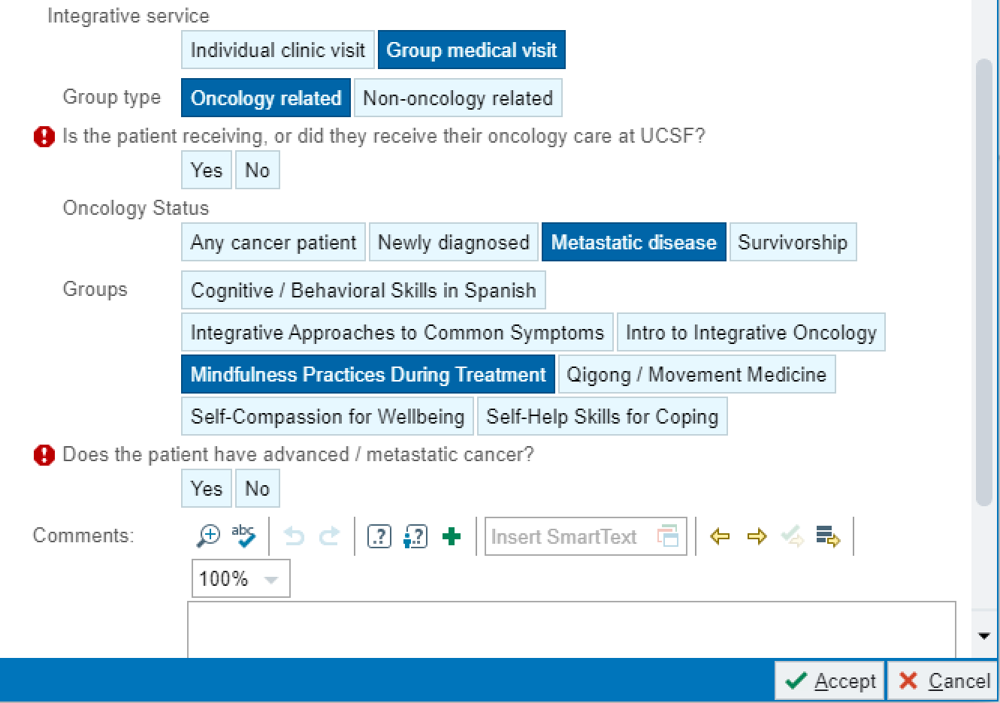 Integrative service
Individual clinic visit Group medical visit
Group type Oncology related Non-oncology related
Is the patient receiving, or did they receive their oncology care at UCSF?
Yes No
Oncology Status
Any cancer patient Newly diagnosed Metastatic disease Survivorship
Groups Cognitive / Behavioral Skills in Spanish
Integrative Approaches to Common Symptoms Intro to Integrative Oncology
Mindfulness Practices During Treatment Qigong / Movement Medicine
Self-Compassion for Wellbeing Self-Help Skills for Coping
Does the patient have advanced / metastatic cancer?
Yes No
Comments: abc Insert SmartText
100%
Accept Cancel